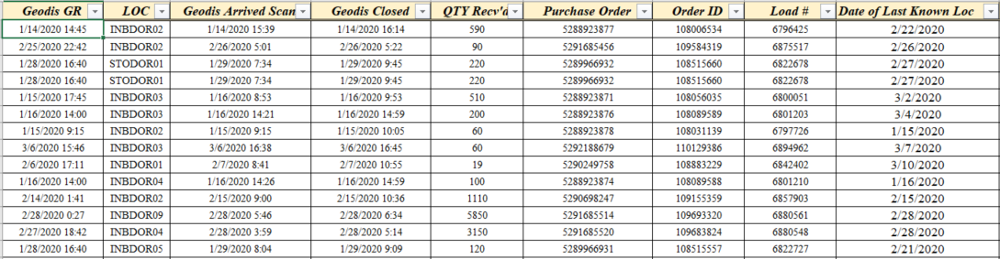 Geodis GR LOC Geodis Arrived Scan Geodis Closed QTY Recv'd Purchase Order Order ID Load # Date of Last Known Loc
1/14/2020 14:45 INBDOR02 1/14/2020 15:39 1/14/2020 16:14 590 5288923877 108006534 6796425 2/22/2020
2/25/2020 22:42 INBDOR02 2/26/2020 5:01 2/26/2020 5:22 90 5291685456 109584319 6875517 2/26/2020
1/28/2020 16:40 STODOR01 1/29/2020 7:34 1/29/2020 9:45 220 5289966932 108515660 6822678 2/27/2020
1/28/2020 16:40 STODOR01 1/29/2020 7:34 1/29/2020 9:45 220 5289966932 108515660 6822678 2/27/2020
1/15/2020 17:45 INBDOR03 1/16/2020 8:53 1/16/2020 9:53 510 5288923871 108056035 6800051 3/2/2020
1/16/2020 14:00 INBDOR03 1/16/2020 14:21 1/16/2020 14:59 200 5288923876 108089589 6801203 3/4/2020
1/15/2020 9:15 INBDOR02 1/15/2020 9:15 1/15/2020 10:05 60 5288923878 108031139 6797726 1/15/2020
3/6/2020 15:46 INBDOR03 3/6/2020 16:38 3/6/2020 16:45 60 5292188679 110129386 6894962 3/7/2020
2/6/2020 17:11 INBDOR01 2/7/2020 8:41 2/7/2020 10:55 19 5290249758 108883229 6842402 3/10/2020
1/16/2020 14:00 INBDOR04 1/16/2020 14:26 1/16/2020 14:59 100 5288923874 108089588 6801210 1/16/2020
2/14/2020 1:41 INBDOR02 2/15/2020 9:00 2/15/2020 10:36 1110 5290698247 109155359 6857903 2/15/2020
2/28/2020 0:27 INBDOR09 2/28/2020 5:46 2/28/2020 6:34 5850 5291685514 109693320 6880561 2/28/2020
2/27/2020 18:42 INBDOR04 2/28/2020 3:59 2/28/2020 5:14 3150 5291685520 109683824 6880548 2/28/2020
1/28/2020 16:40 INBDOR05 1/29/2020 8:04 1/29/2020 9:09 120 5289966931 108515557 6822727 2/21/2020